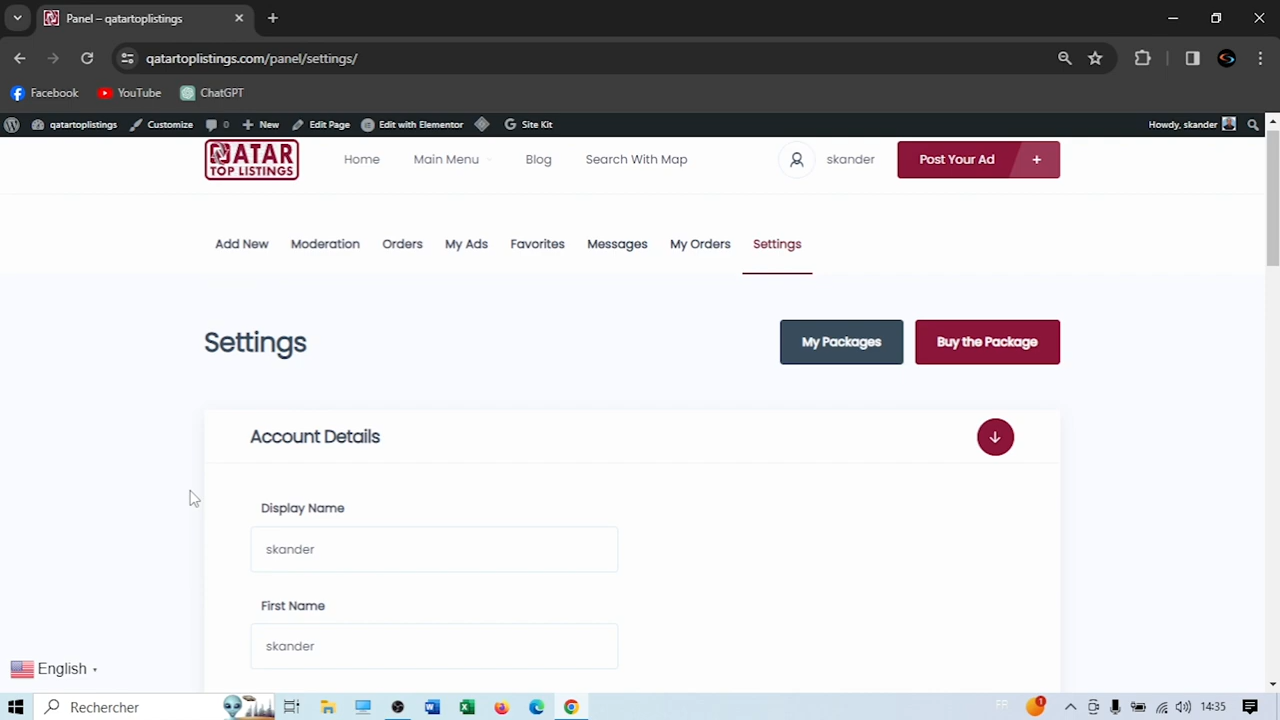 Panel – qatartoplistings
qatartoplistings.com/panel/settings/
Facebook YouTube ChatGPT
qatartoplistings Customize 0 New Edit Page Edit with Elementor Site Kit Howdy, skander
QATAR
TOP LISTINGS
Home Main Menu Blog Search With Map skander Post Your Ad +
Add New Moderation Orders My Ads Favorites Messages My Orders Settings
Settings My Packages Buy the Package
Account Details
Display Name
skander
First Name
skander
English
Rechercher FR 1 14:35